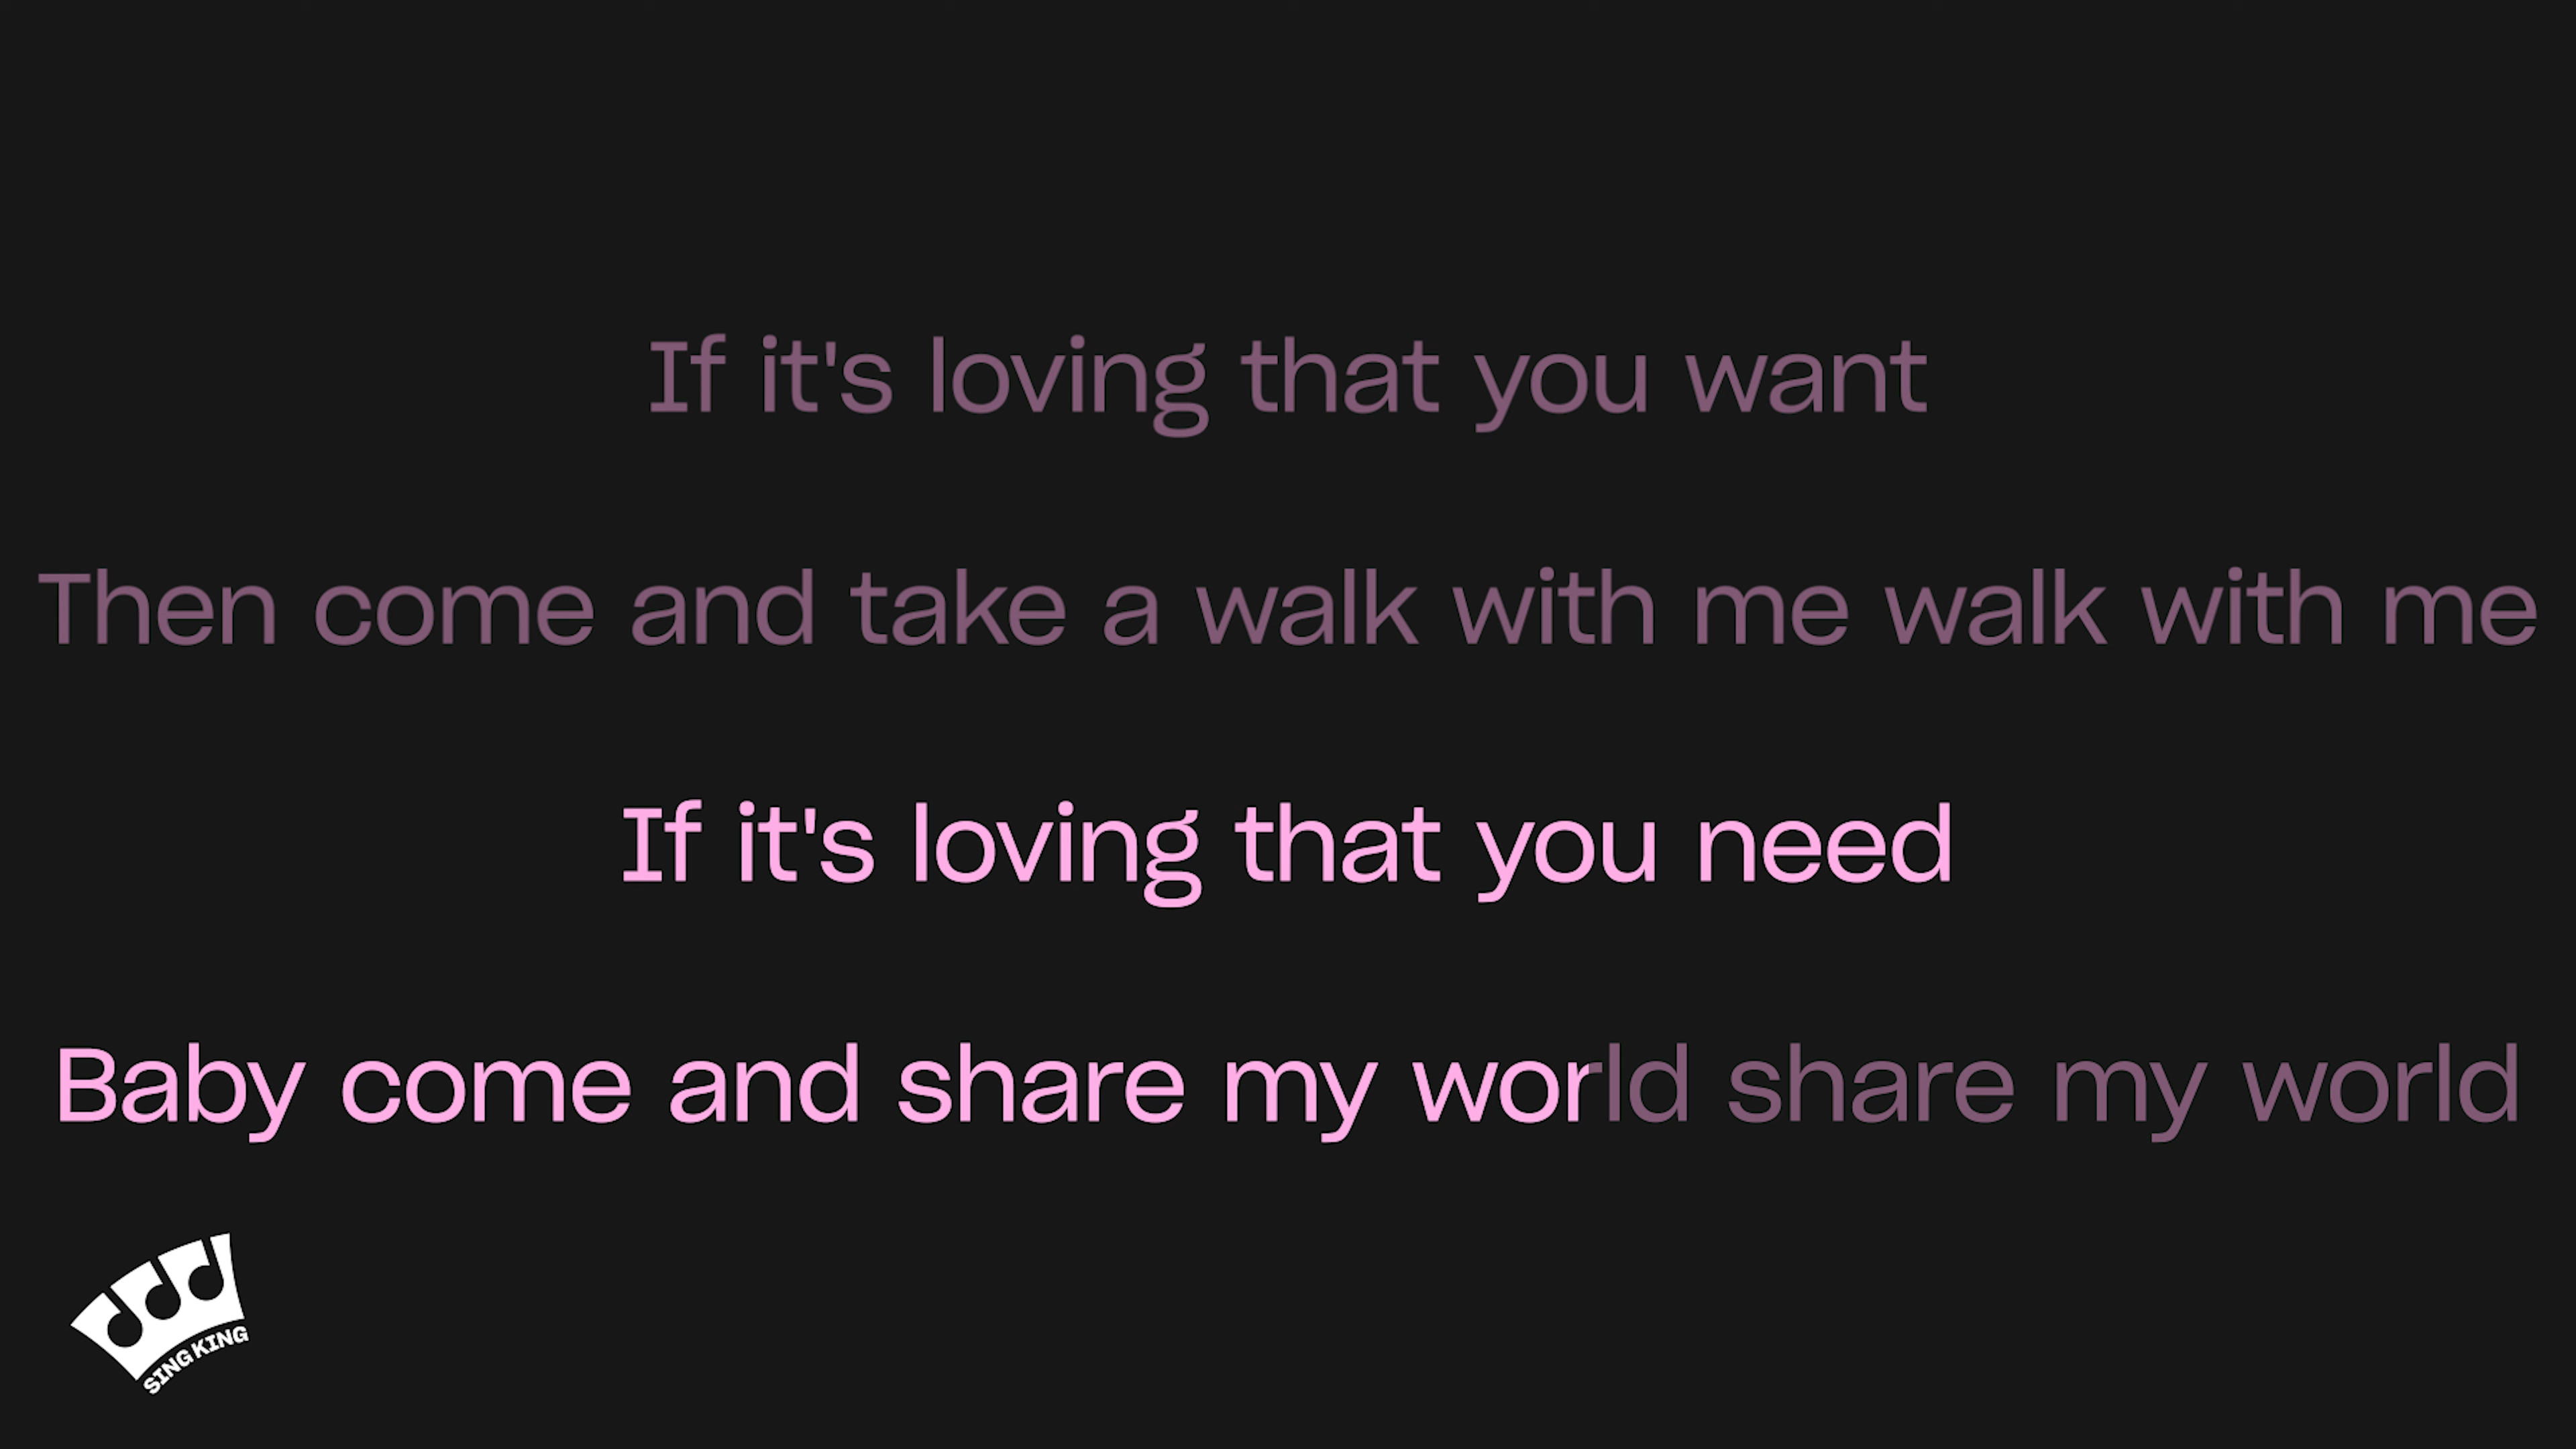 If it's loving that you want
Then come and take a walk with me walk with me
If it's loving that you need
Baby come and share my world share my world
SING KING